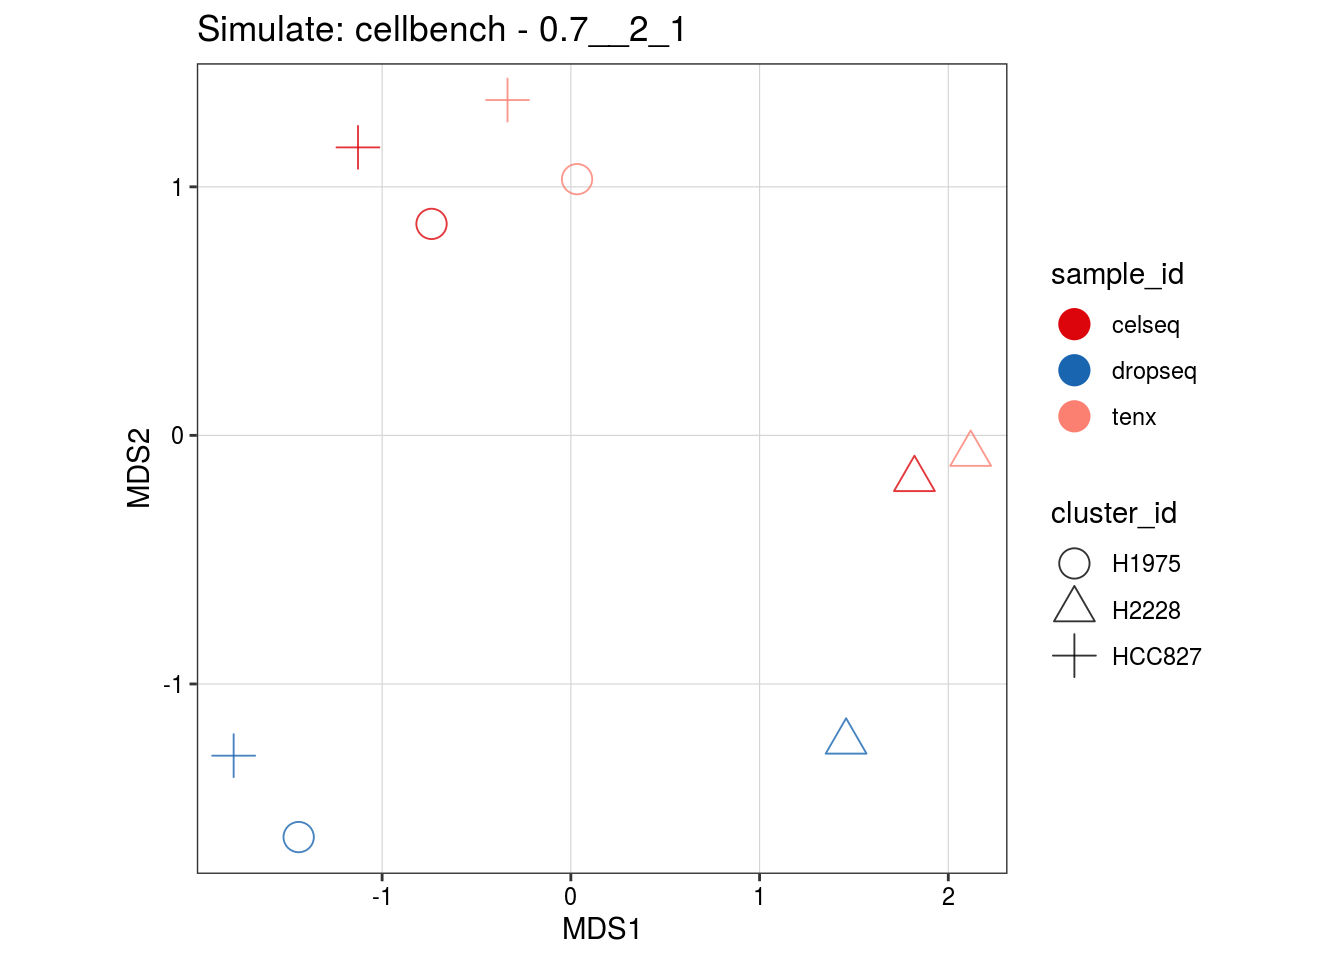 Simulate: cellbench - 0.7__2_1
1
0
-1
MDS2
-1
0
1
2
MDS1
sample_id
celseq
dropseq
tenx
cluster_id
H1975
H2228
HCC827